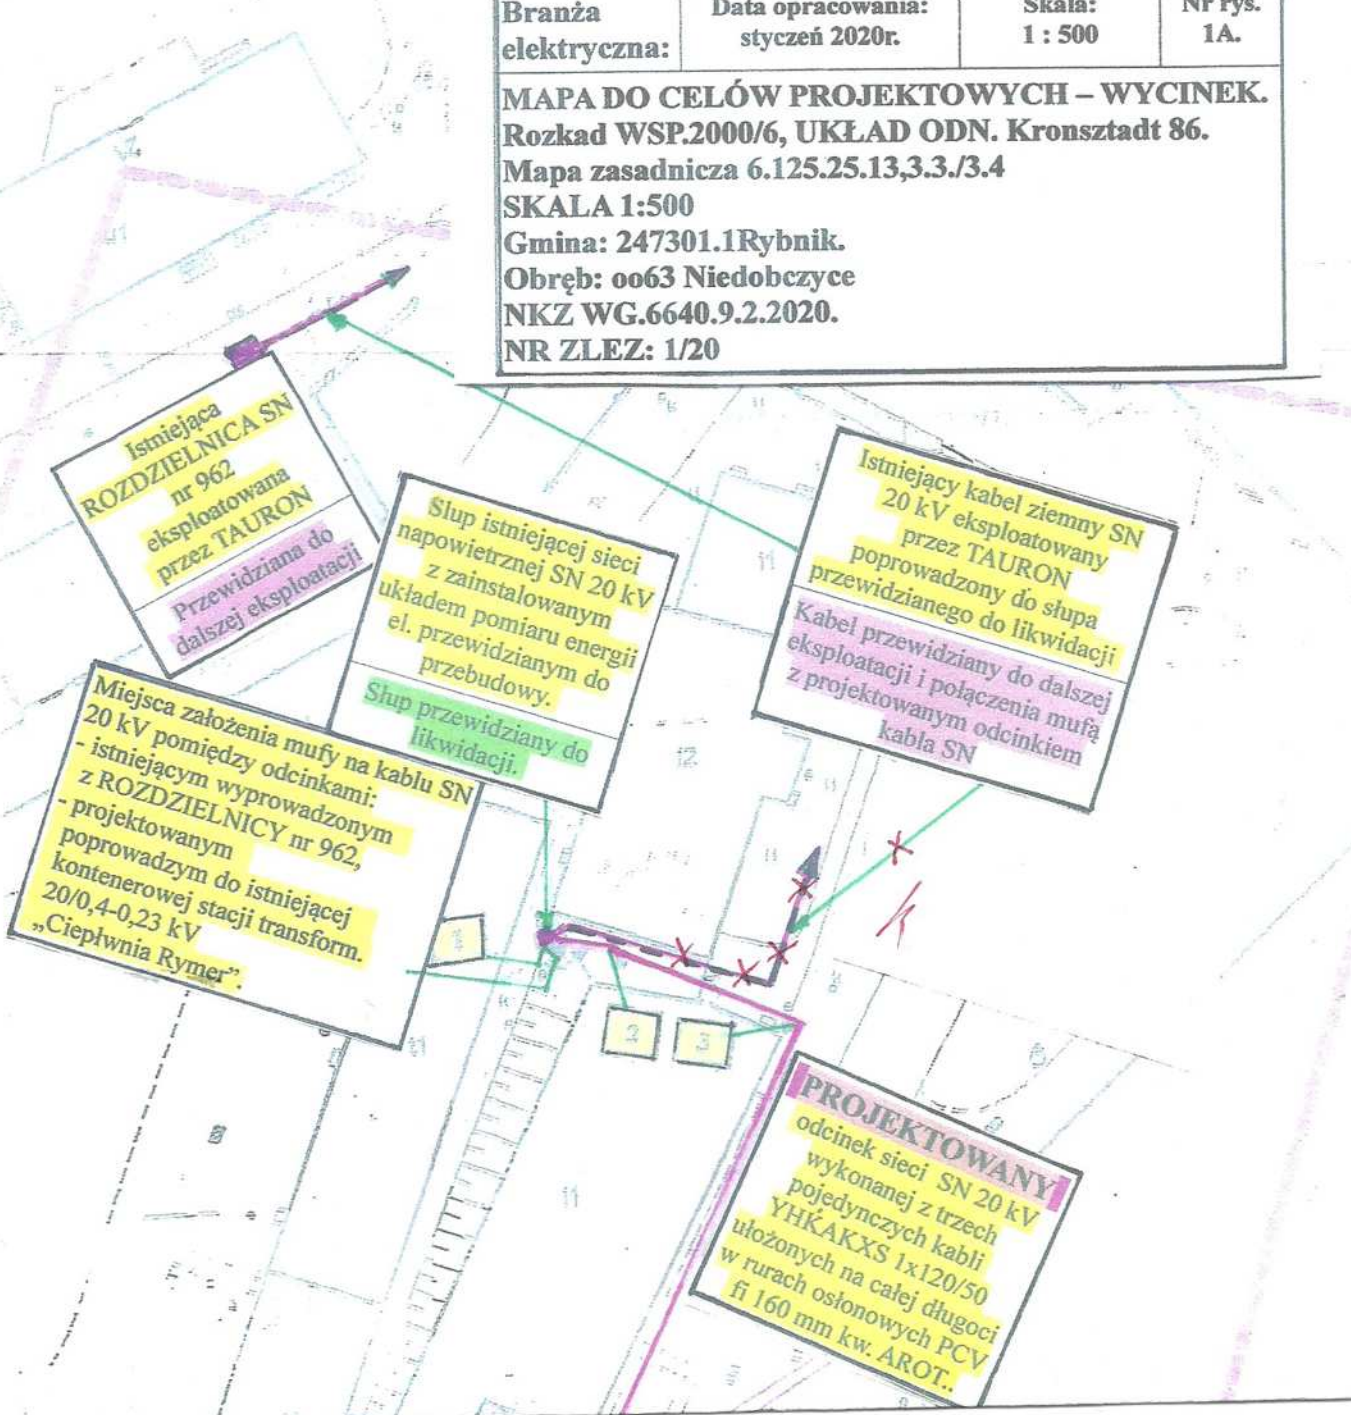 Branża
elektryczna:
Data opracowania:
styczeń 2020r.
Skala:
1 : 500
Nr rys.
1A.
MAPA DO CELÓW PROJEKTOWYCH – WYCINEK.
Rozkad WSP.2000/6, UKŁAD ODN. Kronsztadt 86.
Mapa zasadnicza 6.125.25.13,3.3./3.4
SKALA 1:500
Gmina: 247301.1Rybnik.
Obręb: oo63 Niedobczyce
NKZ WG.6640.9.2.2020.
NR ZLEZ: 1/20
Istniejąca
ROZDZIELNICA SN
nr 962
eksploatowana
przez TAURON
Przewidziana do
dalszej eksploatacji
Słup istniejącej sieci
napowietrznej SN 20 kV
z zainstalowanym
układem pomiaru energii
el. przewidzianym do
przebudowy.
Słup przewidziany do
likwidacji.
Istniejący kabel ziemny SN
20 kV eksploatowany
przez TAURON
poprowadzony do słupa
przewidzianego do likwidacji
Kabel przewidziany do dalszej
eksploatacji i połączenia mufą
z projektowanym odcinkiem
kabla SN
Miejsca założenia mufy na kablu SN
20 kV pomiędzy odcinkami:
- istniejącym wyprowadzonym
z ROZDZIELNICY nr 962,
- projektowanym
poprowadzym do istniejącej
kontenerowej stacji transform.
20/0,4-0,23 kV
„Ciepłwnia Rymer”.
1
2
3
PROJEKTOWANY
odcinek sieci SN 20 kV
wykonanej z trzech
pojedynczych kabli
YHKAKXS 1x120/50
ułożonych na całej długoci
w rurach osłonowych PCV
fi 160 mm kw. AROT..